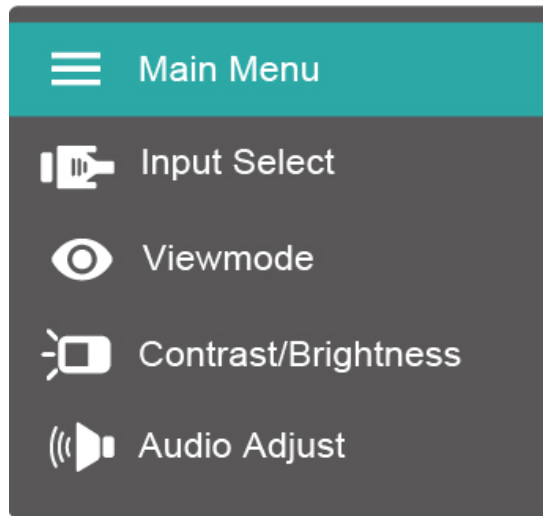 Main Menu
Input Select
Viewmode
Contrast/Brightness
Audio Adjust